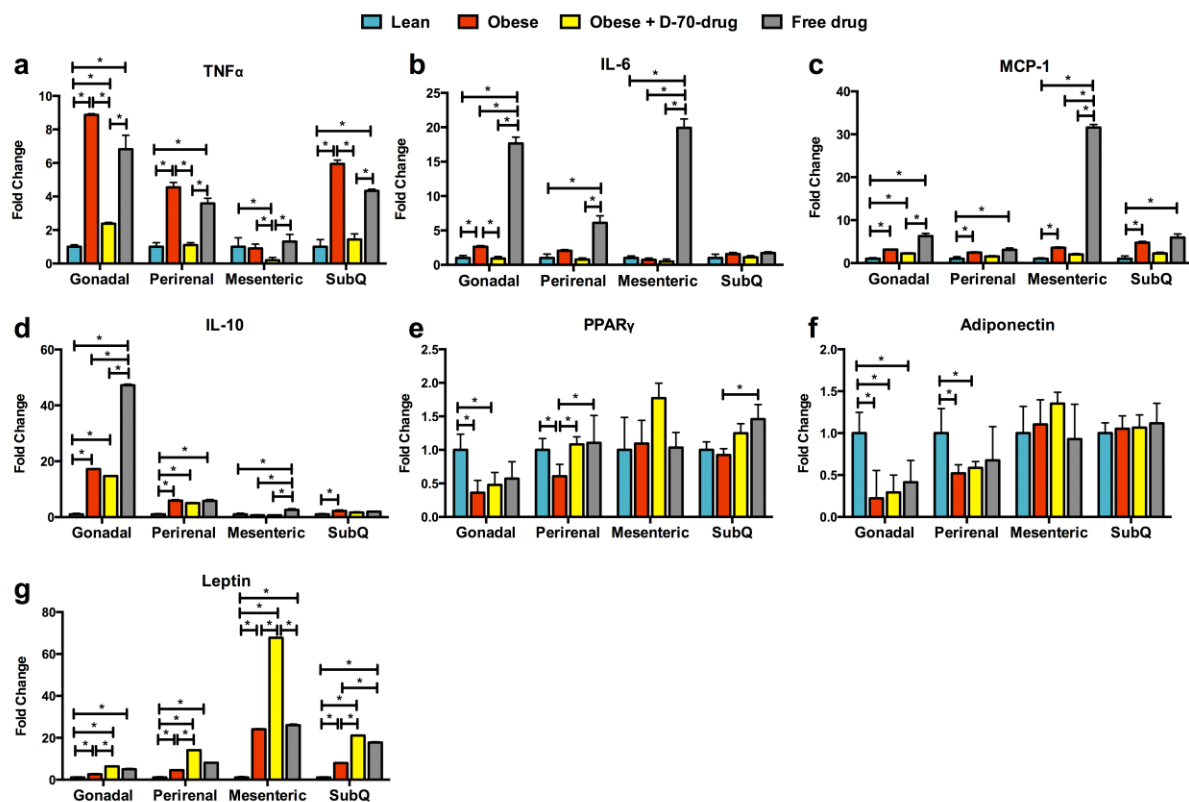 Lean Obese Obese + D-70-drug Free drug
a TNFα
* * * * * *
* * * *
* * * *
* * * * *
Fold Change
10
8
6
4
2
0
Gonadal Perirenal Mesenteric SubQ
b IL-6
* * * * *
* *
* * *
Fold Change
25
20
15
10
5
0
Gonadal Perirenal Mesenteric SubQ
c MCP-1
* * * *
* *
* * * *
* *
Fold Change
40
30
20
10
0
Gonadal Perirenal Mesenteric SubQ
d IL-10
* * * * *
* * *
* * *
*
Fold Change
60
40
20
0
Gonadal Perirenal Mesenteric SubQ
e PPARγ
* *
* * *
*
Fold Change
2.5
2.0
1.5
1.0
0.5
0.0
Gonadal Perirenal Mesenteric SubQ
f Adiponectin
* * *
* *
Fold Change
2.0
1.5
1.0
0.5
0.0
Gonadal Perirenal Mesenteric SubQ
g Leptin
* * * *
* * * *
* * * * *
* * * * *
Fold Change
80
60
40
20
0
Gonadal Perirenal Mesenteric SubQ